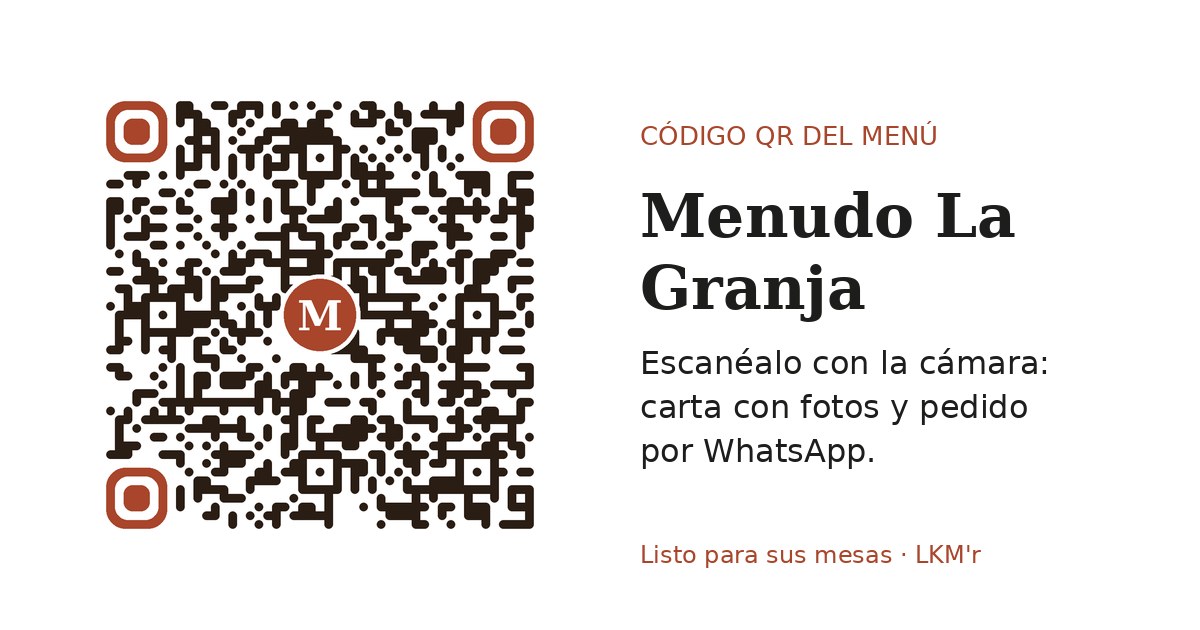 M
CÓDIGO QR DEL MENÚ
Menudo La
Granja
Escanéalo con la cámara:
carta con fotos y pedido
por WhatsApp.
Listo para sus mesas · LKM'r